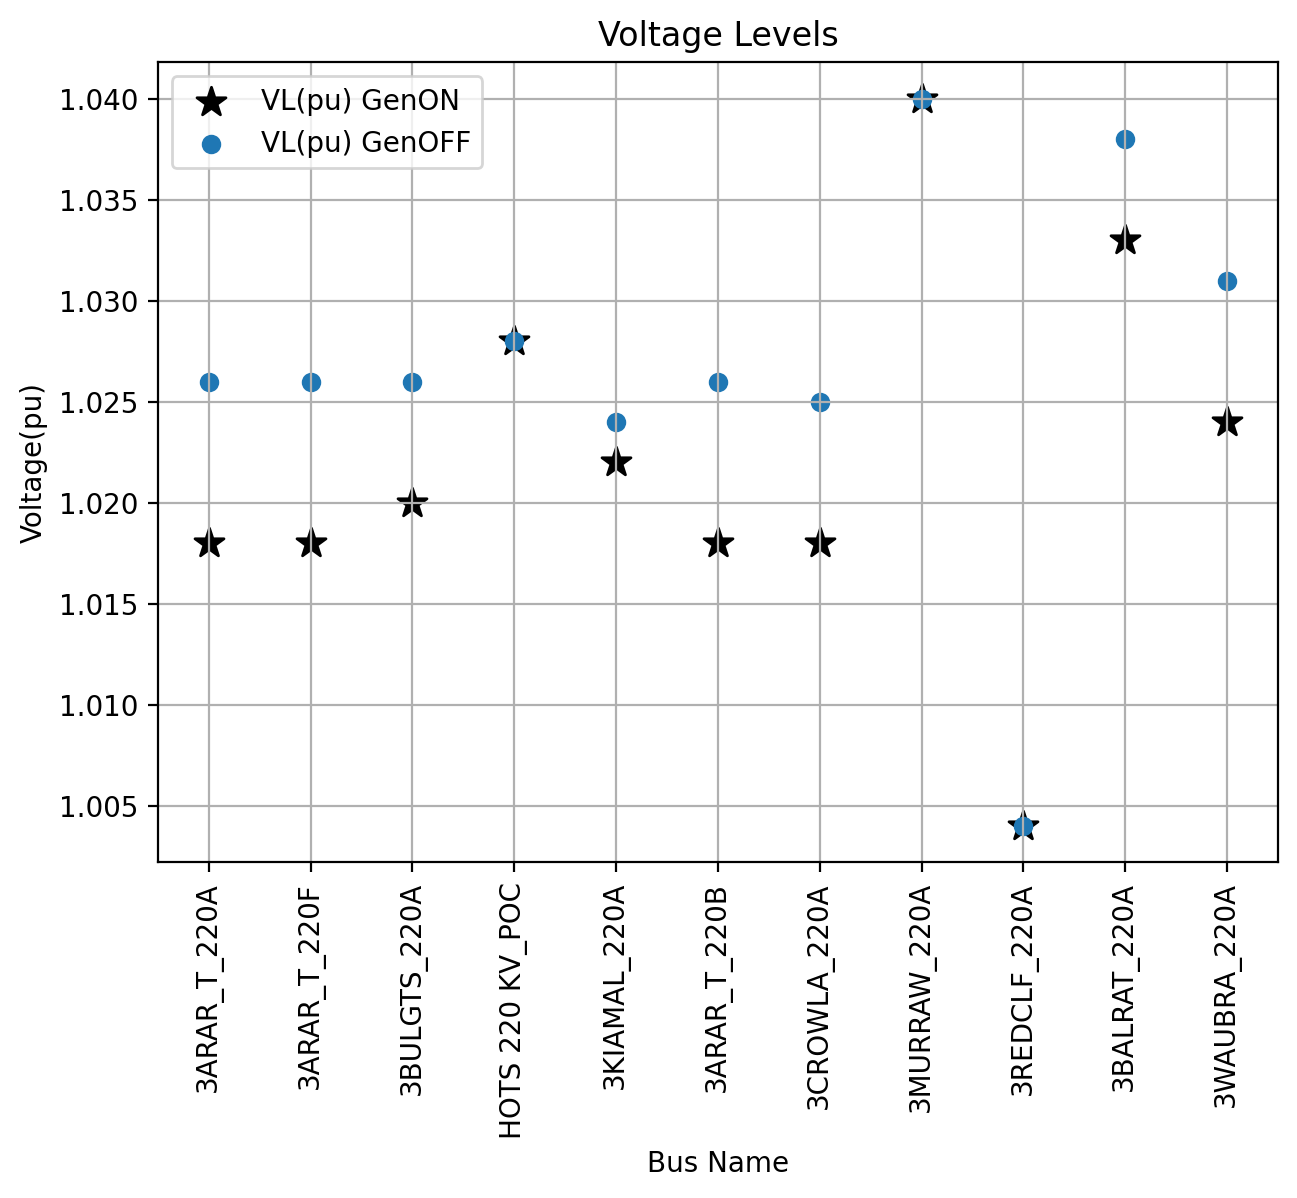 Voltage Levels
VL(pu) GenON
VL(pu) GenOFF
1.040
1.035
1.030
1.025
1.020
1.015
1.010
1.005
Voltage(pu)
3ARAR_T_220A
3ARAR_T_220F
3BULGTS_220A
HOTS 220 KV_POC
3KIAMAL_220A
3ARAR_T_220B
3CROWLA_220A
3MURRAW_220A
3REDCLF_220A
3BALRAT_220A
3WAUBRA_220A
Bus Name